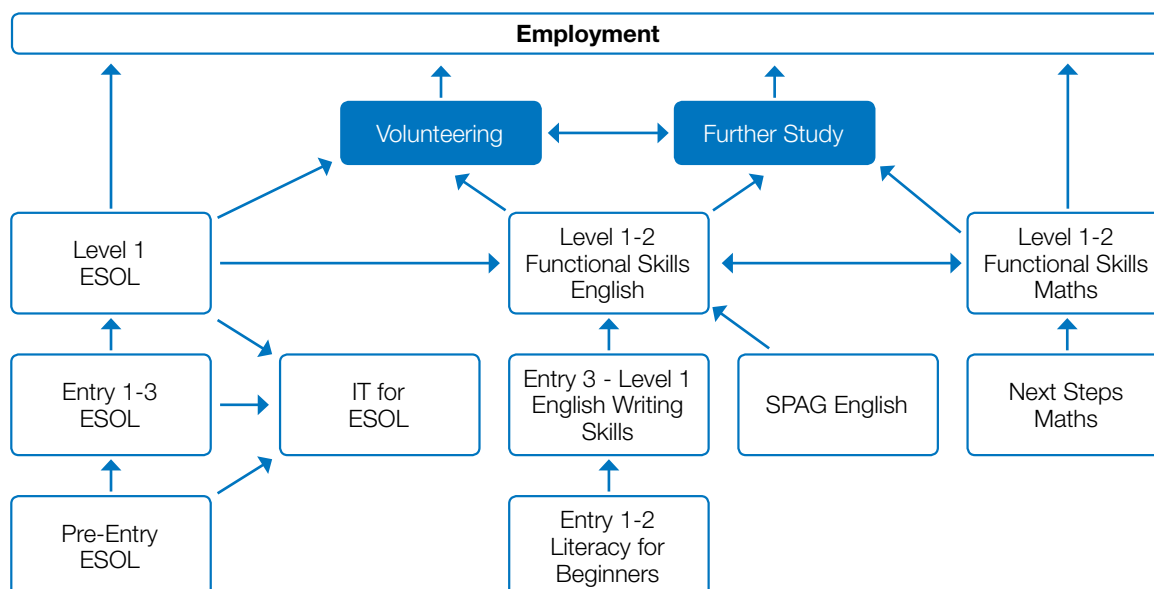 Employment
Volunteering
Further Study
Level 1
ESOL
Level 1-2
Functional Skills
English
Level 1-2
Functional Skills
Maths
Entry 1-3
ESOL
IT for
ESOL
Entry 3 - Level 1
English Writing
Skills
SPAG English
Next Steps
Maths
Pre-Entry
ESOL
Entry 1-2
Literacy for
Beginners